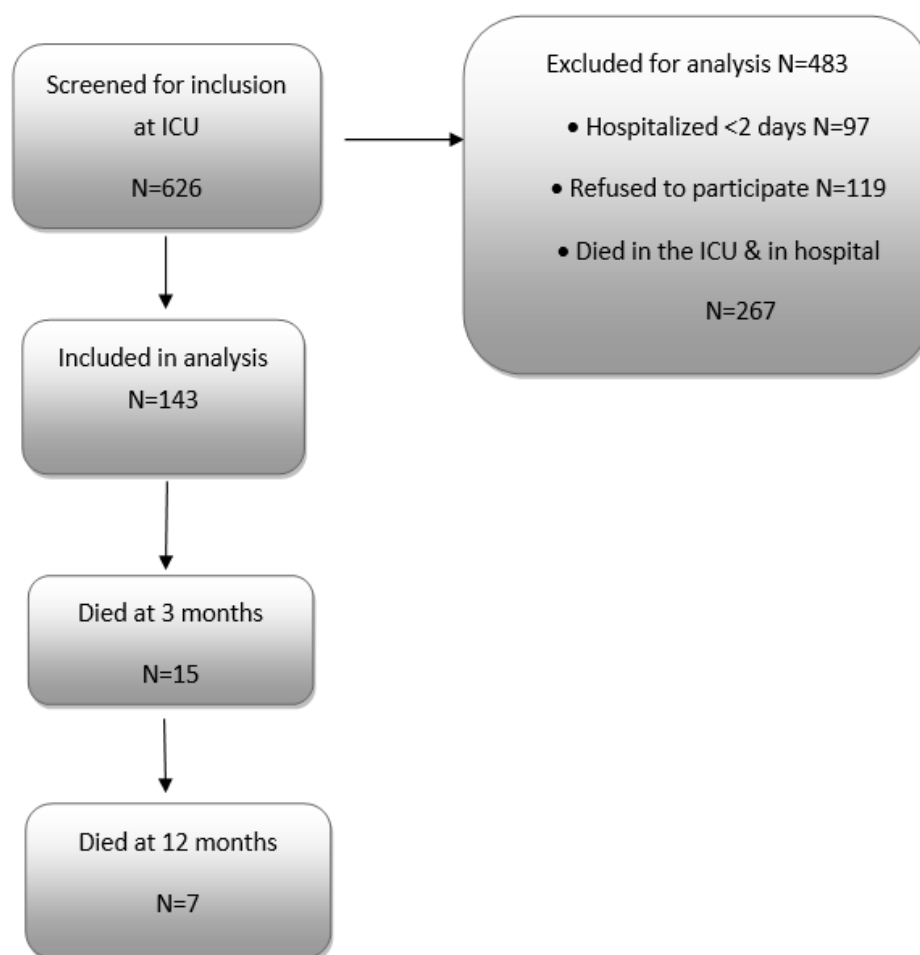 Screened for inclusion
at ICU
N=626
Excluded for analysis N=483
• Hospitalized <2 days N=97
• Refused to participate N=119
• Died in the ICU & in hospital
N=267
Included in analysis
N=143
Died at 3 months
N=15
Died at 12 months
N=7